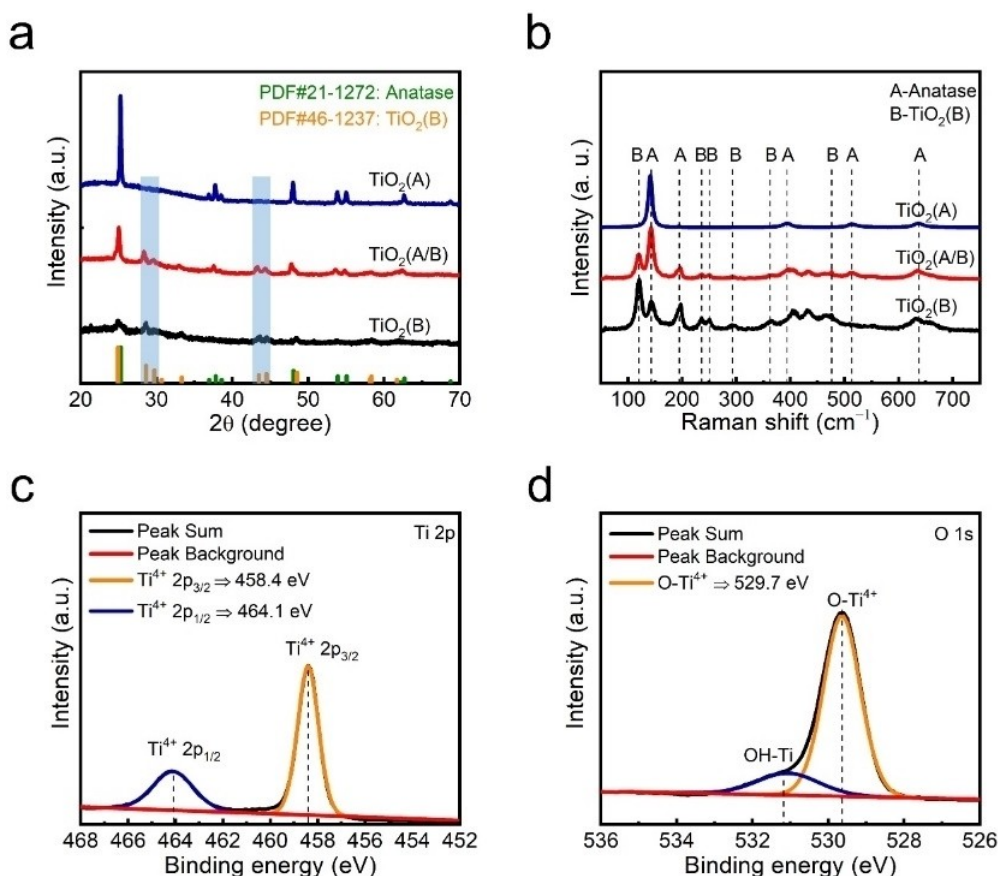 a
PDF#21-1272: Anatase
PDF#46-1237: TiO₂(B)
TiO₂(A)
TiO₂(A/B)
TiO₂(B)
Intensity (a.u.)
20 30 40 50 60 70
2θ (degree)
b
A-Anatase
B-TiO₂(B)
B A A B B B B A B A A
TiO₂(A)
TiO₂(A/B)
TiO₂(B)
Intensity (a. u.)
100 200 300 400 500 600 700
Raman shift (cm⁻¹)
c
Peak Sum
Ti 2p
Peak Background
Ti⁴⁺ 2p₃/₂ ⇒ 458.4 eV
Ti⁴⁺ 2p₁/₂ ⇒ 464.1 eV
Ti⁴⁺ 2p₃/₂
Ti⁴⁺ 2p₁/₂
Intensity (a.u.)
468 466 464 462 460 458 456 454 452
Binding energy (eV)
d
Peak Sum
O 1s
Peak Background
O-Ti⁴⁺ ⇒ 529.7 eV
O-Ti⁴⁺
OH-Ti
Intensity (a.u.)
536 534 532 530 528 526
Binding energy (eV)